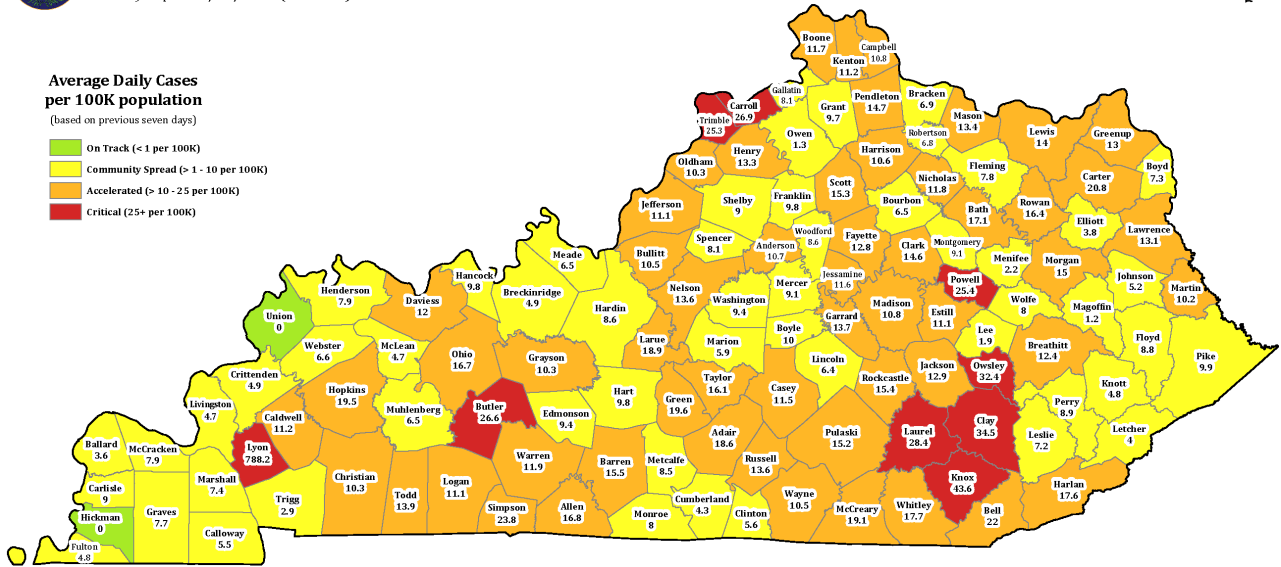 Average Daily Cases
per 100K population
(based on previous seven days)
On Track (< 1 per 100K)
Community Spread (> 1 - 10 per 100K)
Accelerated (> 10 - 25 per 100K)
Critical (25+ per 100K)
Boone
11.7
Kenton
11.2
Campbell
10.8
Gallatin
8.1
Carroll
26.9
Trimble
25.3
Grant
9.7
Pendleton
14.7
Bracken
6.9
Mason
13.4
Robertson
6.8
Lewis
14
Greenup
13
Boyd
7.3
Owen
1.3
Henry
13.3
Oldham
10.3
Harrison
10.6
Nicholas
11.8
Fleming
7.8
Carter
20.8
Jefferson
11.1
Shelby
9
Franklin
9.8
Scott
15.3
Bourbon
6.5
Bath
17.1
Rowan
16.4
Elliott
3.8
Lawrence
13.1
Spencer
8.1
Anderson
10.7
Woodford
8.6
Fayette
12.8
Clark
14.6
Montgomery
9.1
Menifee
2.2
Morgan
15
Johnson
5.2
Martin
10.2
Bullitt
10.5
Meade
6.5
Hancock
9.8
Breckinridge
4.9
Hardin
8.6
Nelson
13.6
Washington
9.4
Mercer
9.1
Jessamine
11.6
Madison
10.8
Powell
25.4
Estill
11.1
Wolfe
8
Magoffin
1.2
Floyd
8.8
Pike
9.9
Union
0
Henderson
7.9
Daviess
12
Webster
6.6
McLean
4.7
Ohio
16.7
Grayson
10.3
Larue
18.9
Marion
5.9
Boyle
10
Garrard
13.7
Lincoln
6.4
Rockcastle
15.4
Jackson
12.9
Lee
1.9
Owsley
32.4
Breathitt
12.4
Knott
4.8
Perry
8.9
Letcher
4
Leslie
7.2
Clay
34.5
Laurel
28.4
Knox
43.6
Harlan
17.6
Bell
22
Whitley
17.7
McCreary
19.1
Pulaski
15.2
Casey
11.5
Taylor
16.1
Green
19.6
Hart
9.8
Edmonson
9.4
Butler
26.6
Muhlenberg
6.5
Hopkins
19.5
Crittenden
4.9
Livingston
4.7
Caldwell
11.2
Lyon
788.2
Ballard
3.6
McCracken
7.9
Marshall
7.4
Carlisle
9
Graves
7.7
Hickman
0
Fulton
4.8
Calloway
5.5
Trigg
2.9
Christian
10.3
Todd
13.9
Logan
11.1
Simpson
23.8
Warren
11.9
Allen
16.8
Barren
15.5
Metcalfe
8.5
Monroe
8
Cumberland
4.3
Adair
18.6
Russell
13.6
Clinton
5.6
Wayne
10.5